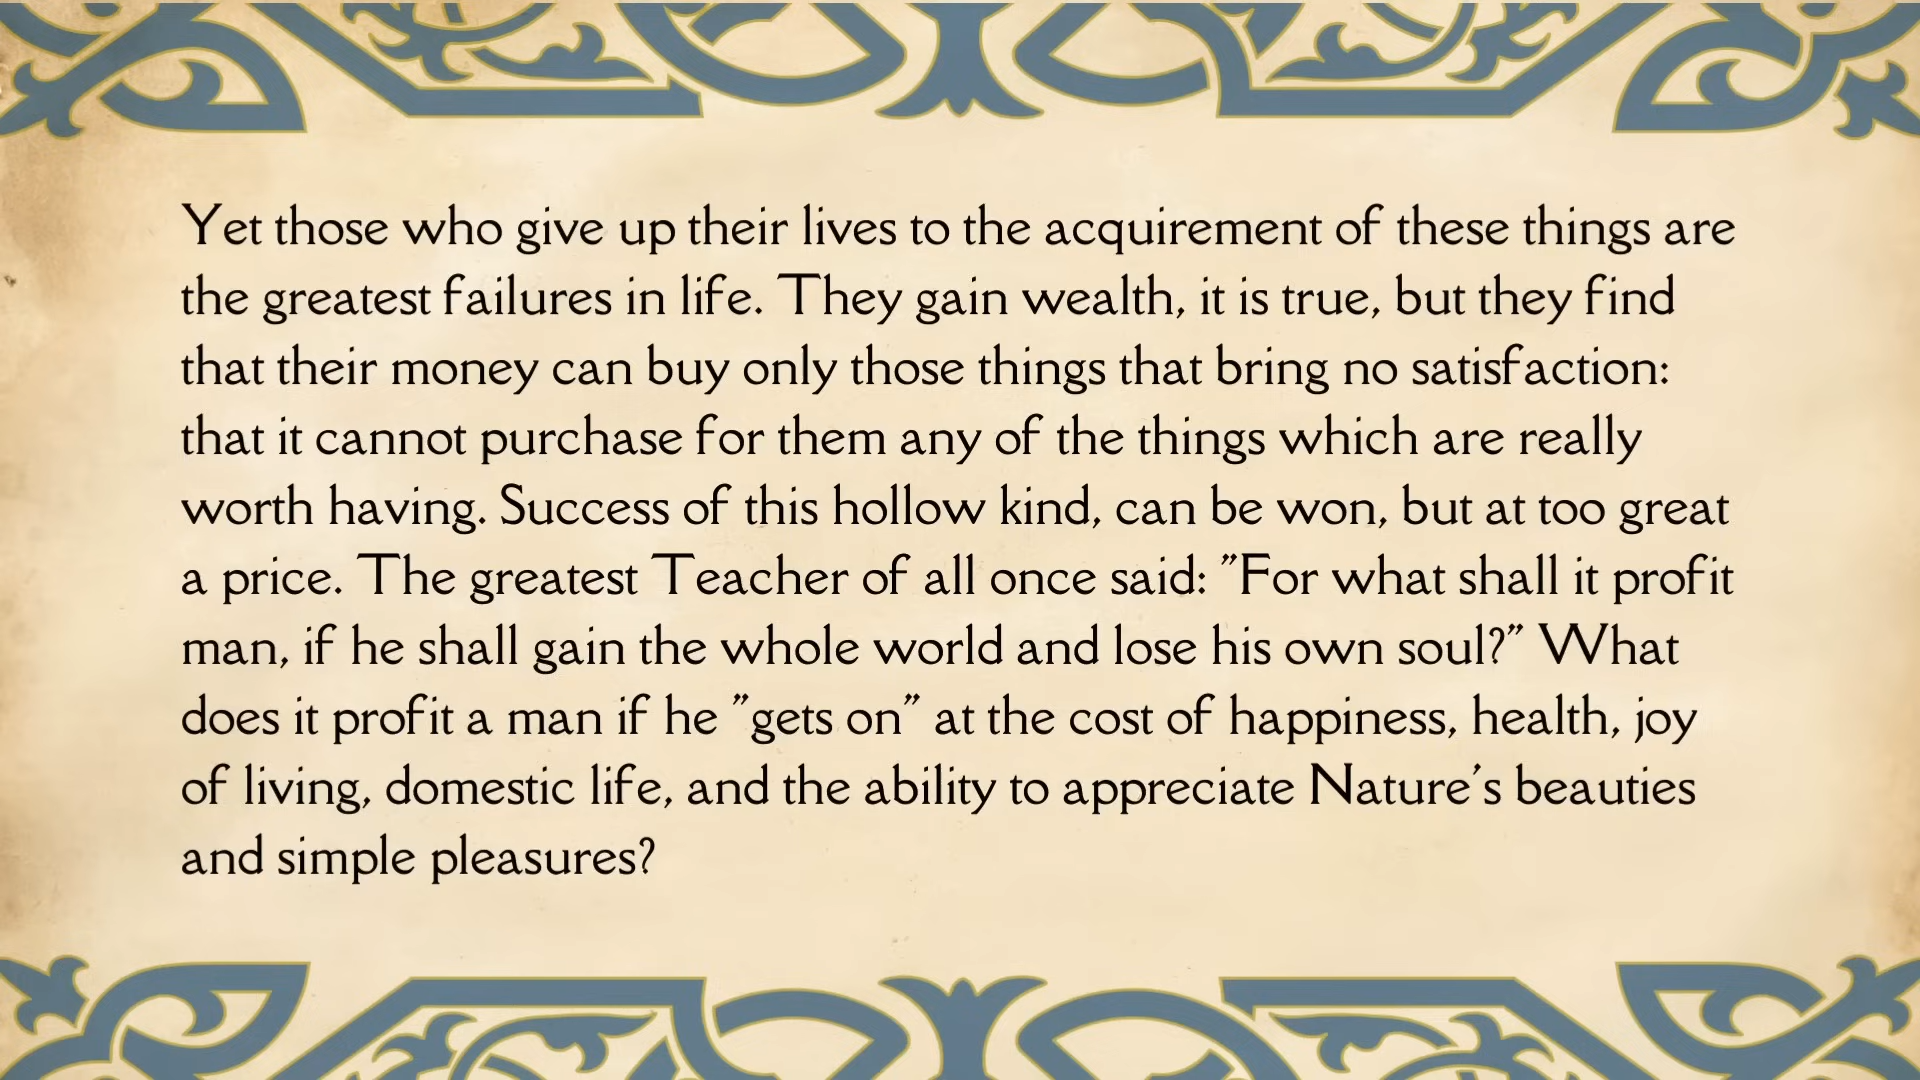 Yet those who give up their lives to the acquirement of these things are
the greatest failures in life. They gain wealth, it is true, but they find
that their money can buy only those things that bring no satisfaction:
that it cannot purchase for them any of the things which are really
worth having. Success of this hollow kind, can be won, but at too great
a price. The greatest Teacher of all once said: "For what shall it profit
man, if he shall gain the whole world and lose his own soul?" What
does it profit a man if he "gets on" at the cost of happiness, health, joy
of living, domestic life, and the ability to appreciate Nature's beauties
and simple pleasures?